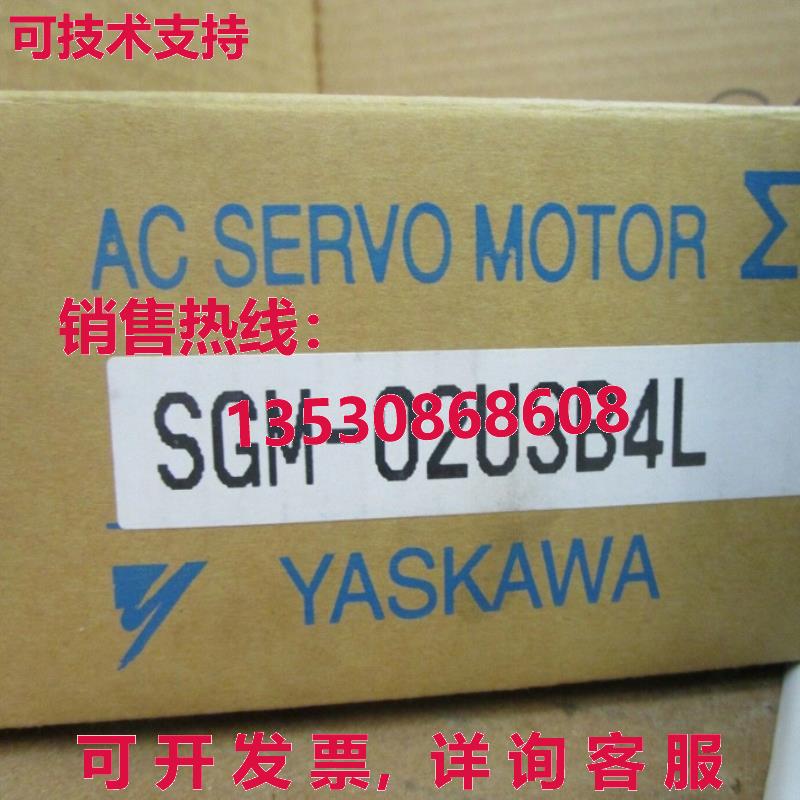 可技术支持
AC SERVO MOTOR Σ
销售热线：
SGM-02U3B4L
13530868608
YASKAWA
可开发票, 详询客服